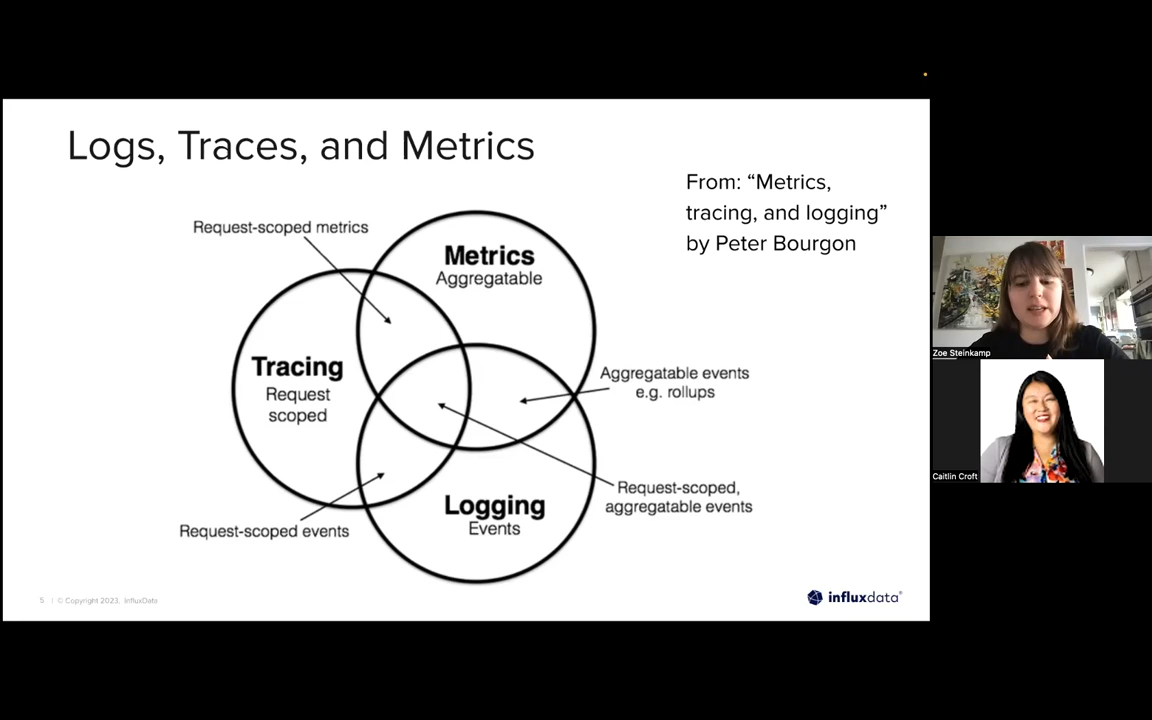 Logs, Traces, and Metrics
From: “Metrics,
tracing, and logging”
by Peter Bourgon
Request-scoped metrics
Metrics
Aggregatable
Tracing
Request
scoped
Aggregatable events
e.g. rollups
Request-scoped,
aggregatable events
Logging
Events
Request-scoped events
5 | © Copyright 2023. InfluxData
influxdata®
Zoe Steinkamp
Caitlin Croft